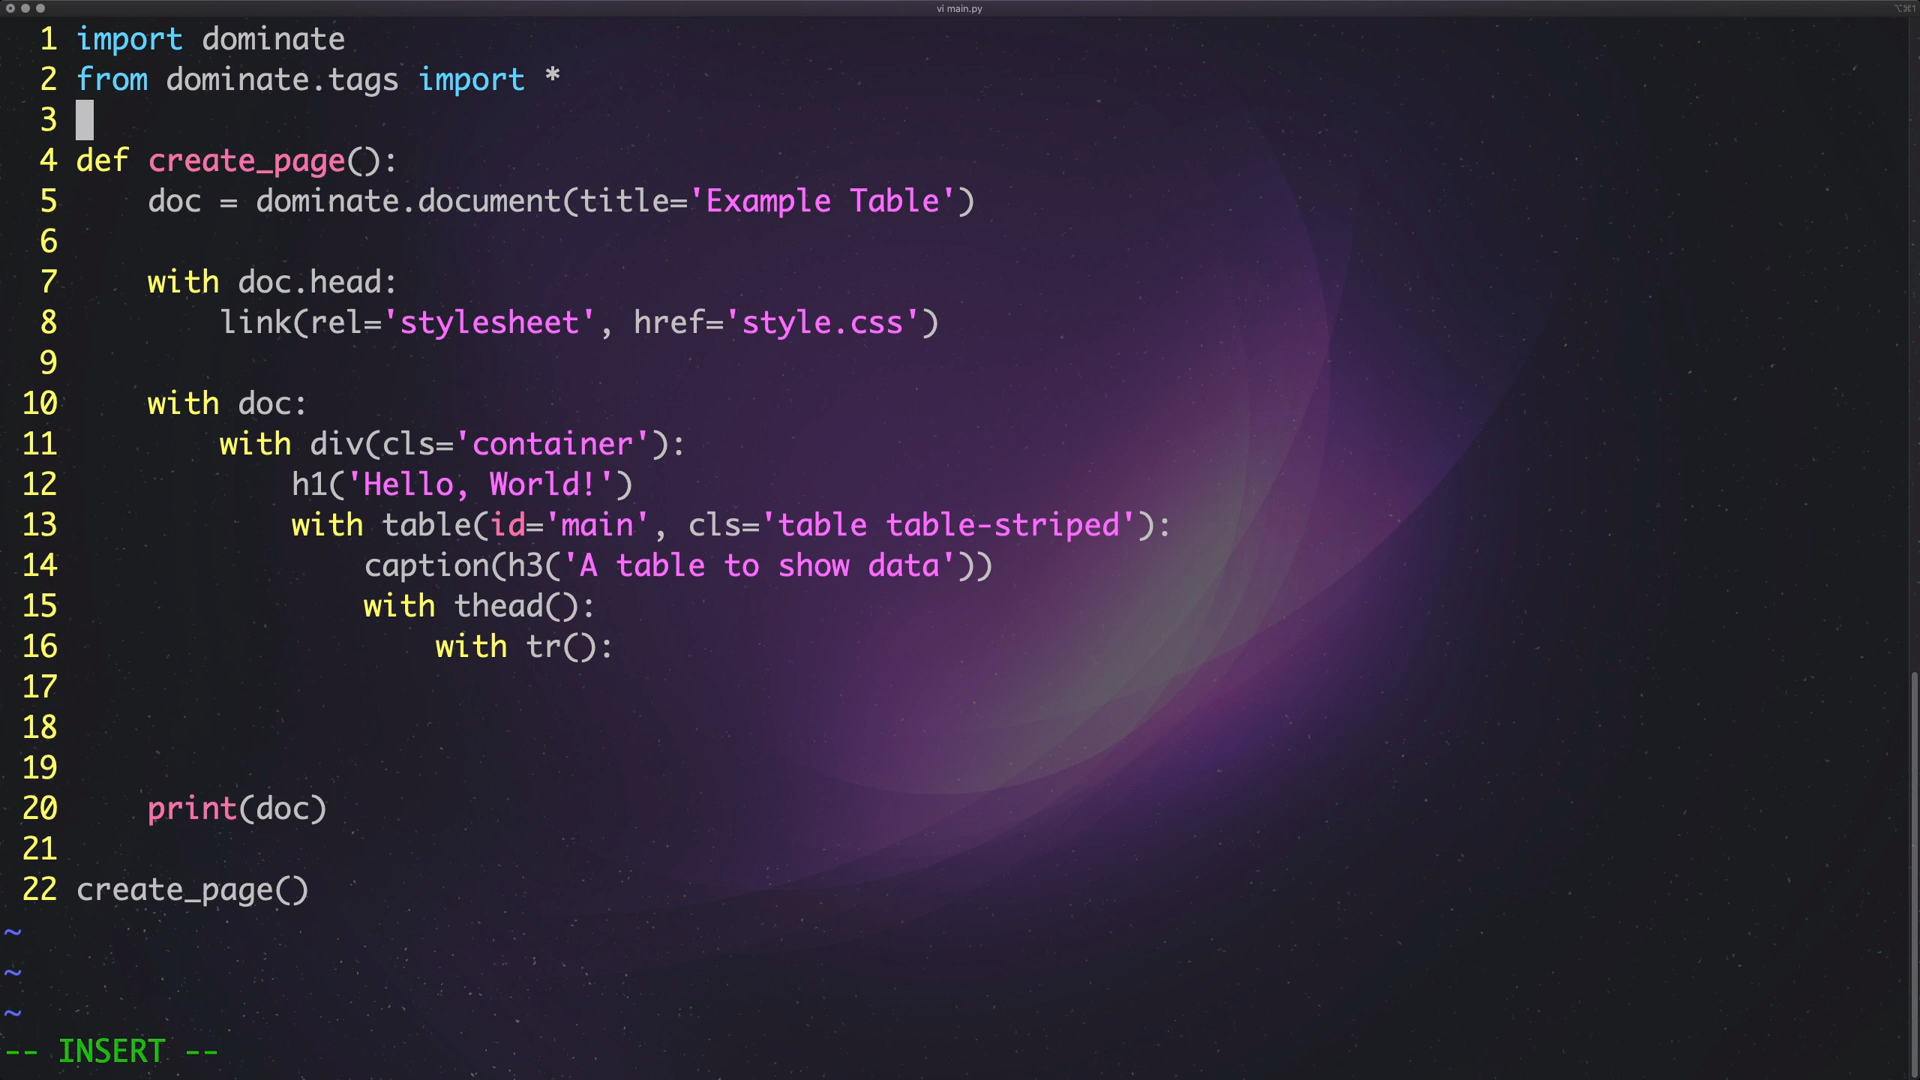 vi main.py
⌥⌘1
1 import dominate
2 from dominate.tags import *
3
4 def create_page():
5     doc = dominate.document(title='Example Table')
6
7     with doc.head:
8         link(rel='stylesheet', href='style.css')
9
10     with doc:
11         with div(cls='container'):
12             h1('Hello, World!')
13             with table(id='main', cls='table table-striped'):
14                 caption(h3('A table to show data'))
15                 with thead():
16                     with tr():
17
18
19
20     print(doc)
21
22 create_page()
~
~
~
-- INSERT --